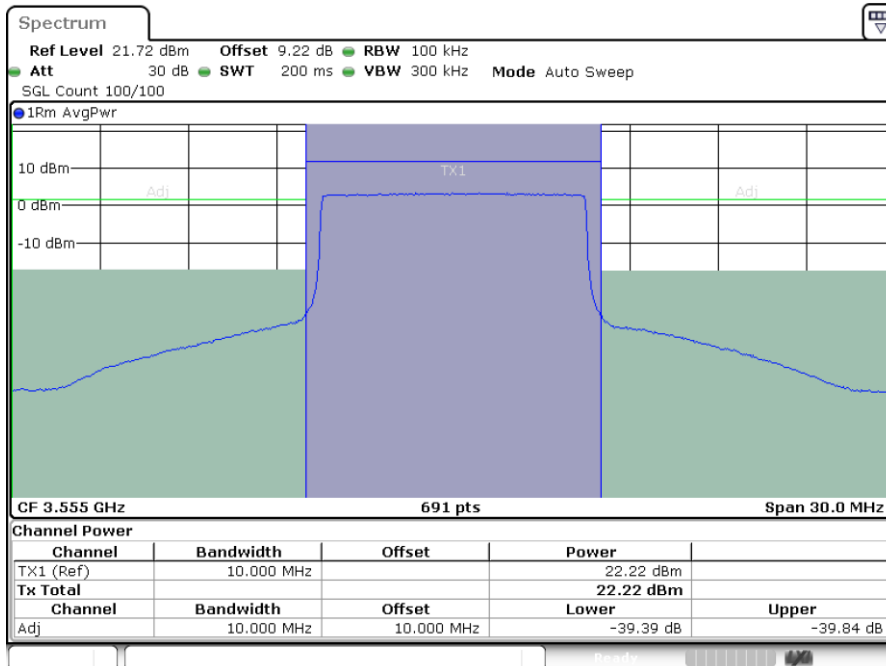 Spectrum
Ref Level 21.72 dBm Offset 9.22 dB RBW 100 kHz
Att 30 dB SWT 200 ms VBW 300 kHz Mode Auto Sweep
SGL Count 100/100
1Rm AvgPwr
10 dBm
TX1
Adj Adj
0 dBm
-10 dBm
CF 3.555 GHz 691 pts Span 30.0 MHz
Channel Power
Channel Bandwidth Offset Power
TX1 (Ref) 10.000 MHz 22.22 dBm
Tx Total 22.22 dBm
Channel Bandwidth Offset Lower Upper
Adj 10.000 MHz 10.000 MHz -39.39 dB -39.84 dB
Ready